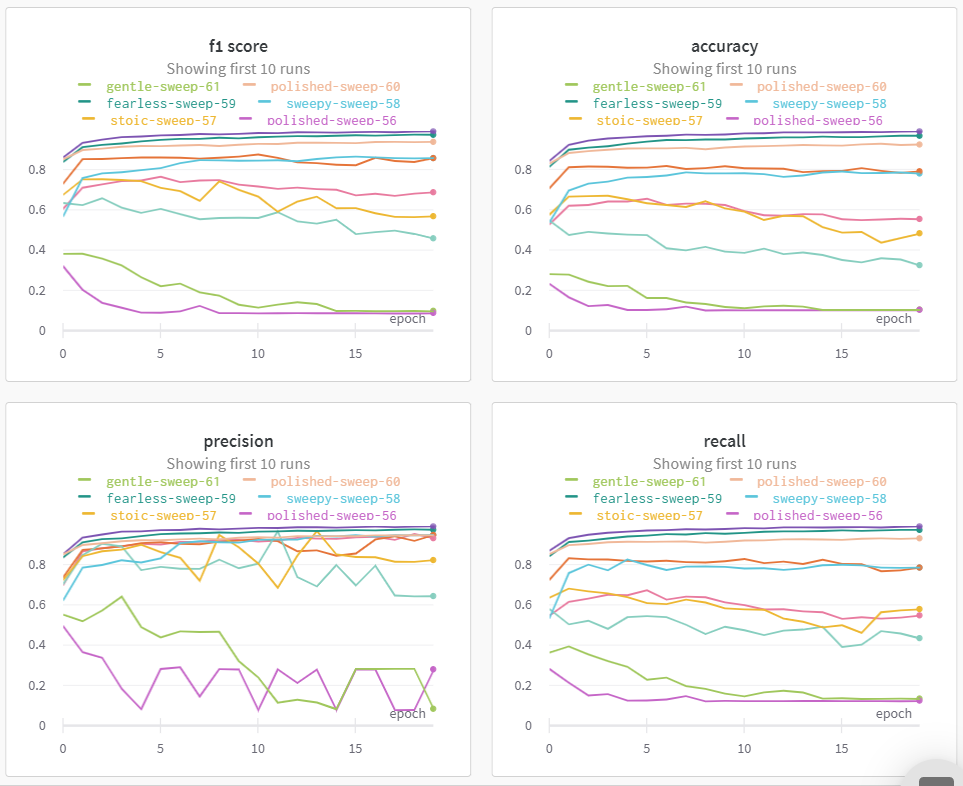 f1 score
Showing first 10 runs
gentle-sweep-61 polished-sweep-60
fearless-sweep-59 sweepy-sweep-58
stoic-sweep-57 polished-sweep-56
0.8
0.6
0.4
0.2
0
epoch
0 5 10 15
accuracy
Showing first 10 runs
gentle-sweep-61 polished-sweep-60
fearless-sweep-59 sweepy-sweep-58
stoic-sweep-57 polished-sweep-56
0.8
0.6
0.4
0.2
0
epoch
0 5 10 15
precision
Showing first 10 runs
gentle-sweep-61 polished-sweep-60
fearless-sweep-59 sweepy-sweep-58
stoic-sweep-57 polished-sweep-56
0.8
0.6
0.4
0.2
0
epoch
0 5 10 15
recall
Showing first 10 runs
gentle-sweep-61 polished-sweep-60
fearless-sweep-59 sweepy-sweep-58
stoic-sweep-57 polished-sweep-56
0.8
0.6
0.4
0.2
0
epoch
0 5 10 15